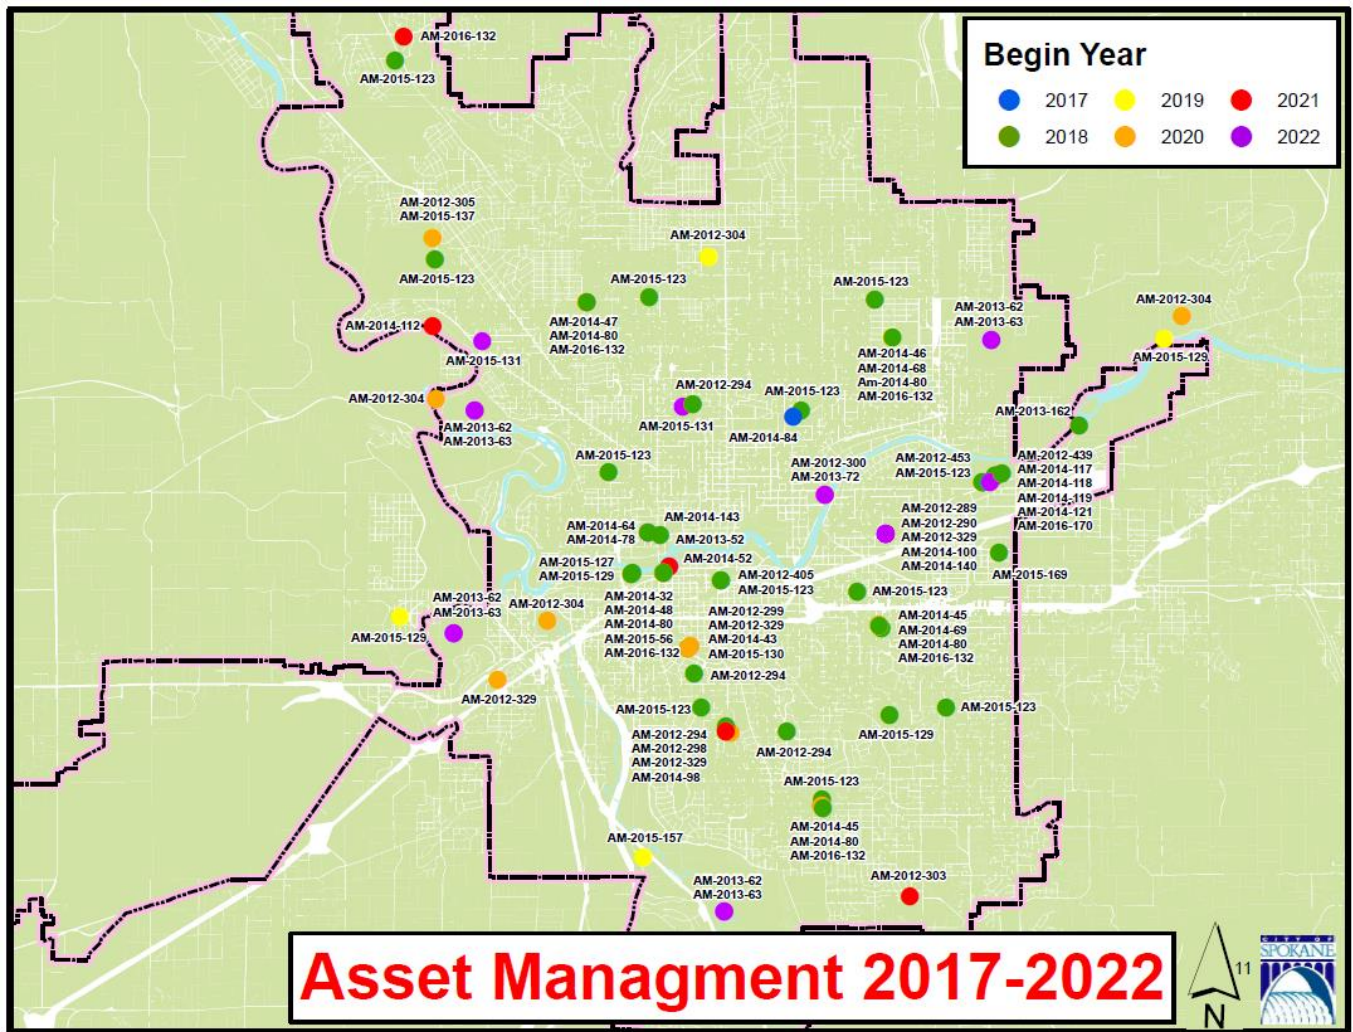 Begin Year
2017
2019
2021
2018
2020
2022
AM-2016-132
AM-2015-123
AM-2012-305
AM-2015-137
AM-2015-123
AM-2012-304
AM-2015-123
AM-2014-47
AM-2014-80
AM-2016-132
AM-2015-123
AM-2013-62
AM-2013-63
AM-2012-304
AM-2015-129
AM-2014-112
AM-2015-131
AM-2014-46
AM-2014-68
Am-2014-80
AM-2016-132
AM-2012-304
AM-2013-62
AM-2013-63
AM-2012-294
AM-2015-131
AM-2015-123
AM-2014-84
AM-2013-162
AM-2015-123
AM-2012-300
AM-2013-72
AM-2012-453
AM-2015-123
AM-2012-439
AM-2014-117
AM-2014-118
AM-2014-119
AM-2014-121
AM-2016-170
AM-2014-64
AM-2014-78
AM-2014-143
AM-2013-52
AM-2014-52
AM-2012-289
AM-2012-290
AM-2012-329
AM-2014-100
AM-2014-140
AM-2015-169
AM-2015-127
AM-2015-129
AM-2012-405
AM-2015-123
AM-2015-123
AM-2013-62
AM-2013-63
AM-2015-129
AM-2012-304
AM-2014-32
AM-2014-48
AM-2014-80
AM-2015-56
AM-2016-132
AM-2012-299
AM-2012-329
AM-2014-43
AM-2015-130
AM-2014-45
AM-2014-69
AM-2014-80
AM-2016-132
AM-2012-294
AM-2012-329
AM-2015-123
AM-2012-294
AM-2012-298
AM-2012-329
AM-2014-98
AM-2012-294
AM-2015-129
AM-2015-123
AM-2015-123
AM-2014-45
AM-2014-80
AM-2016-132
AM-2015-157
AM-2013-62
AM-2013-63
AM-2012-303
Asset Managment 2017-2022
11
N
CITY OF
SPOKANE